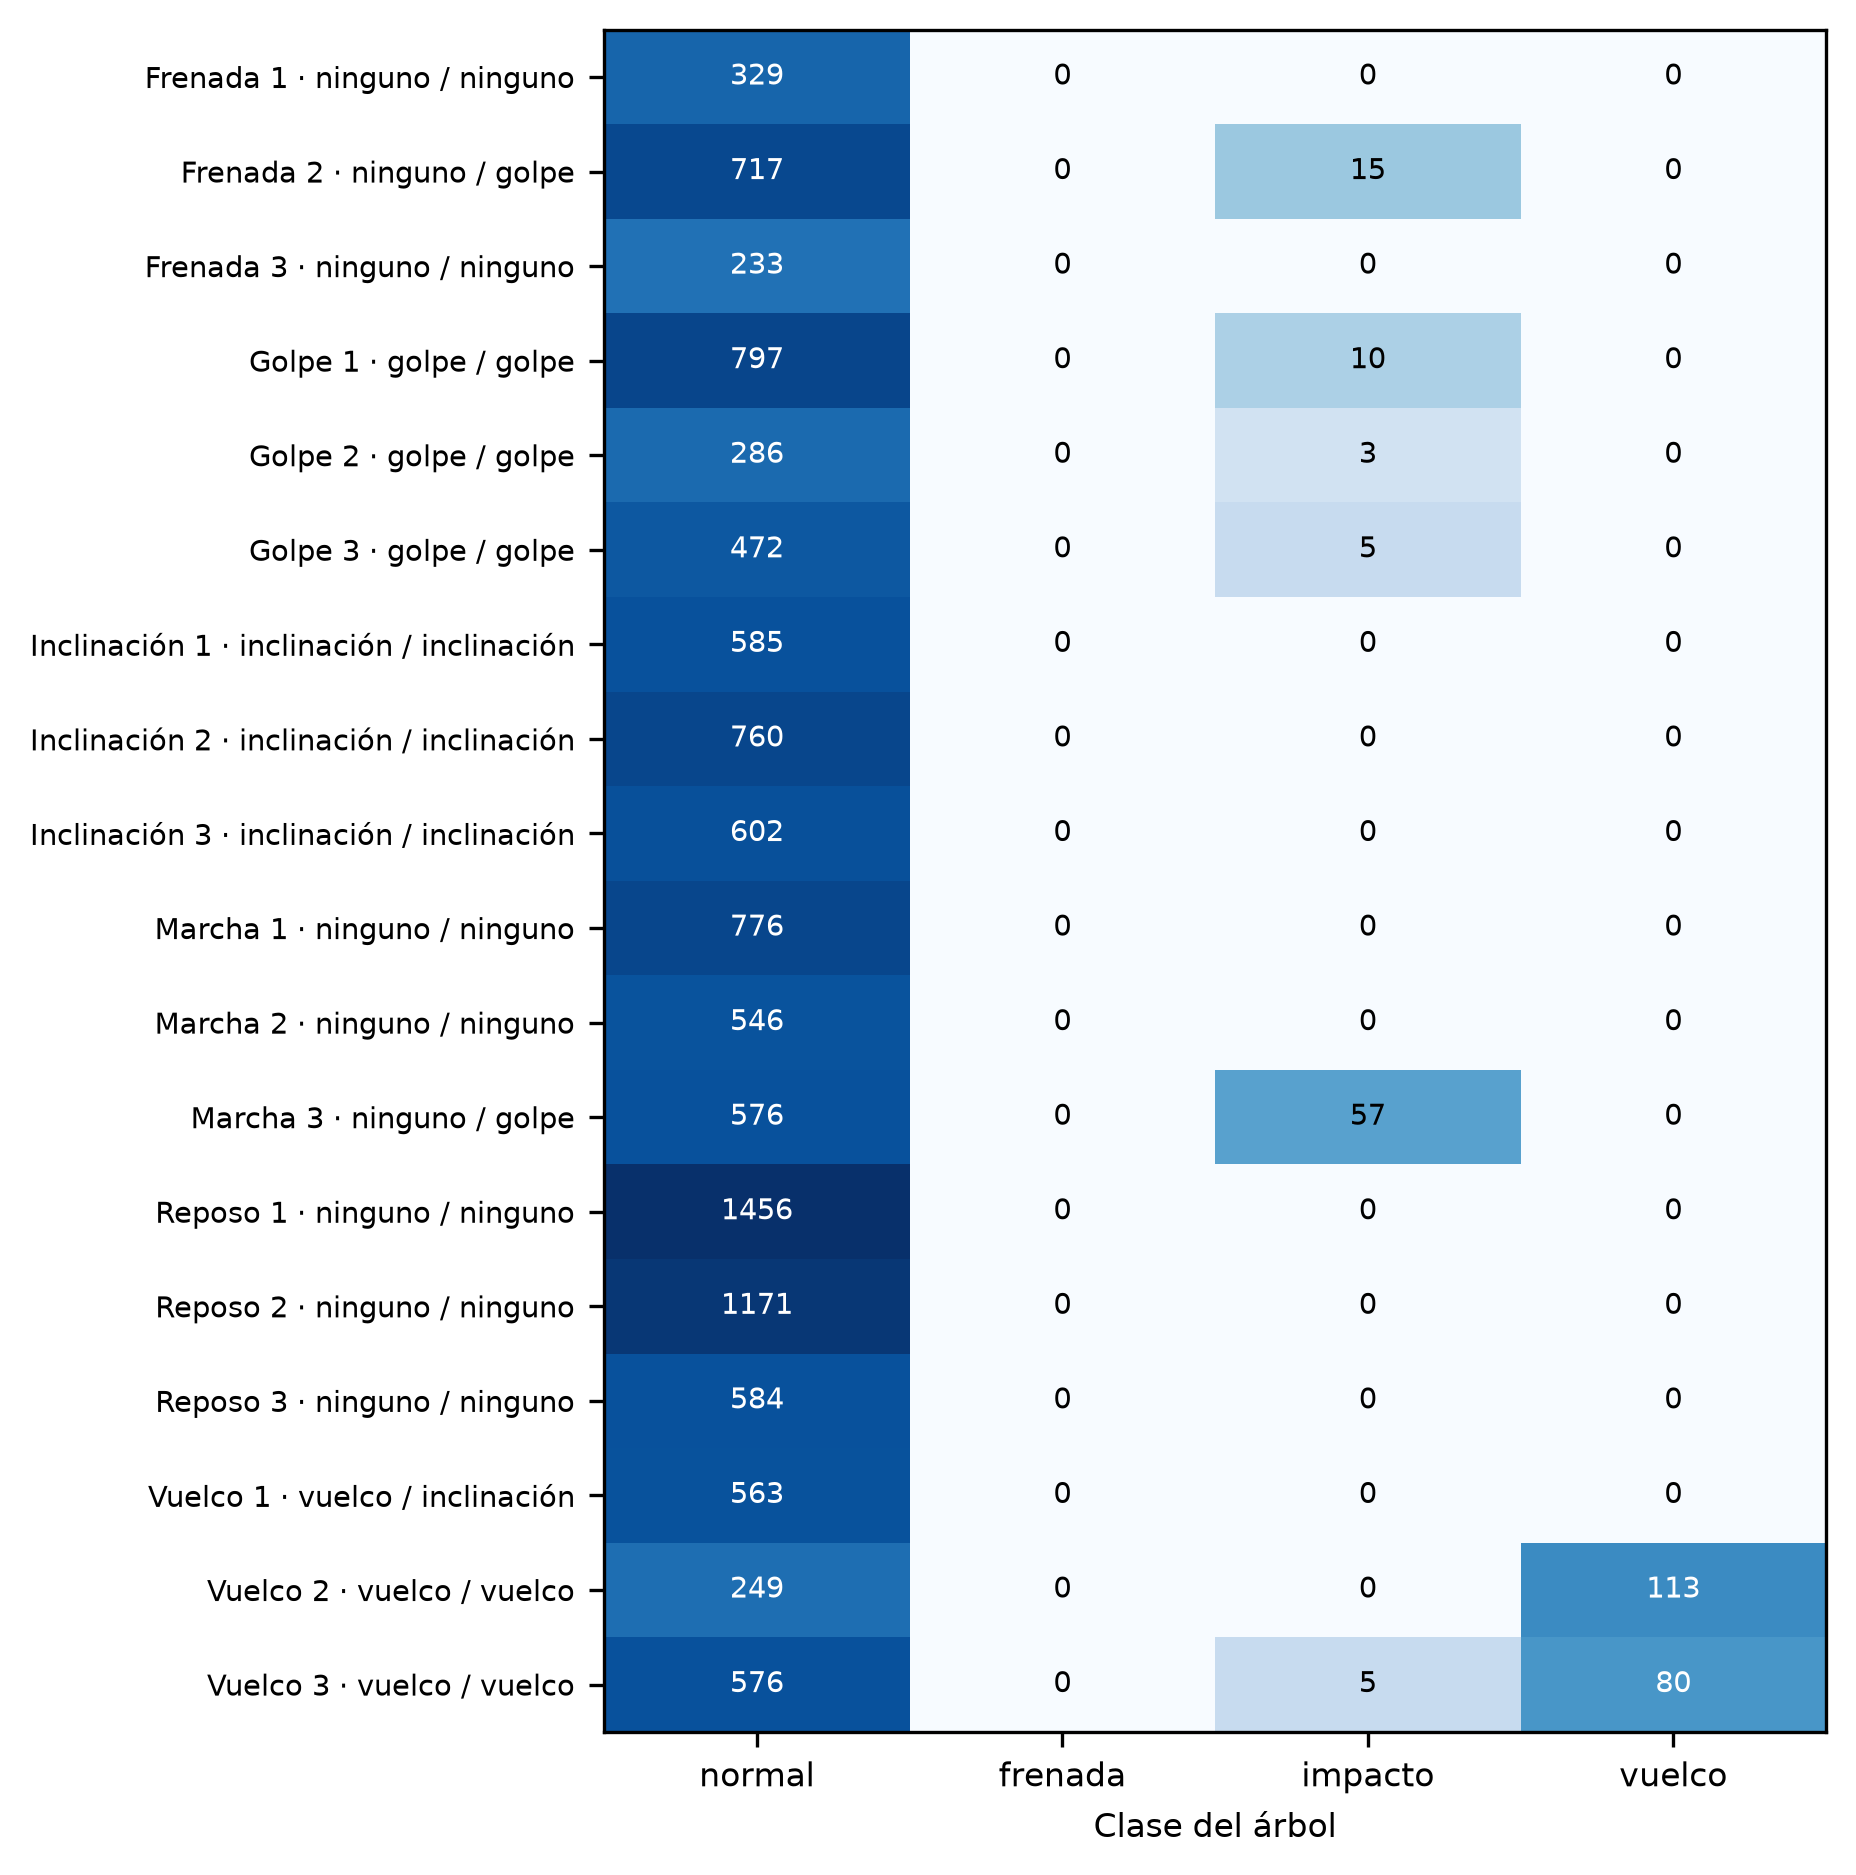 Frenada 1 · ninguno / ninguno 329 0 0 0
Frenada 2 · ninguno / golpe 717 0 15 0
Frenada 3 · ninguno / ninguno 233 0 0 0
Golpe 1 · golpe / golpe 797 0 10 0
Golpe 2 · golpe / golpe 286 0 3 0
Golpe 3 · golpe / golpe 472 0 5 0
Inclinación 1 · inclinación / inclinación 585 0 0 0
Inclinación 2 · inclinación / inclinación 760 0 0 0
Inclinación 3 · inclinación / inclinación 602 0 0 0
Marcha 1 · ninguno / ninguno 776 0 0 0
Marcha 2 · ninguno / ninguno 546 0 0 0
Marcha 3 · ninguno / golpe 576 0 57 0
Reposo 1 · ninguno / ninguno 1456 0 0 0
Reposo 2 · ninguno / ninguno 1171 0 0 0
Reposo 3 · ninguno / ninguno 584 0 0 0
Vuelco 1 · vuelco / inclinación 563 0 0 0
Vuelco 2 · vuelco / vuelco 249 0 0 113
Vuelco 3 · vuelco / vuelco 576 0 5 80
normal frenada impacto vuelco
Clase del árbol